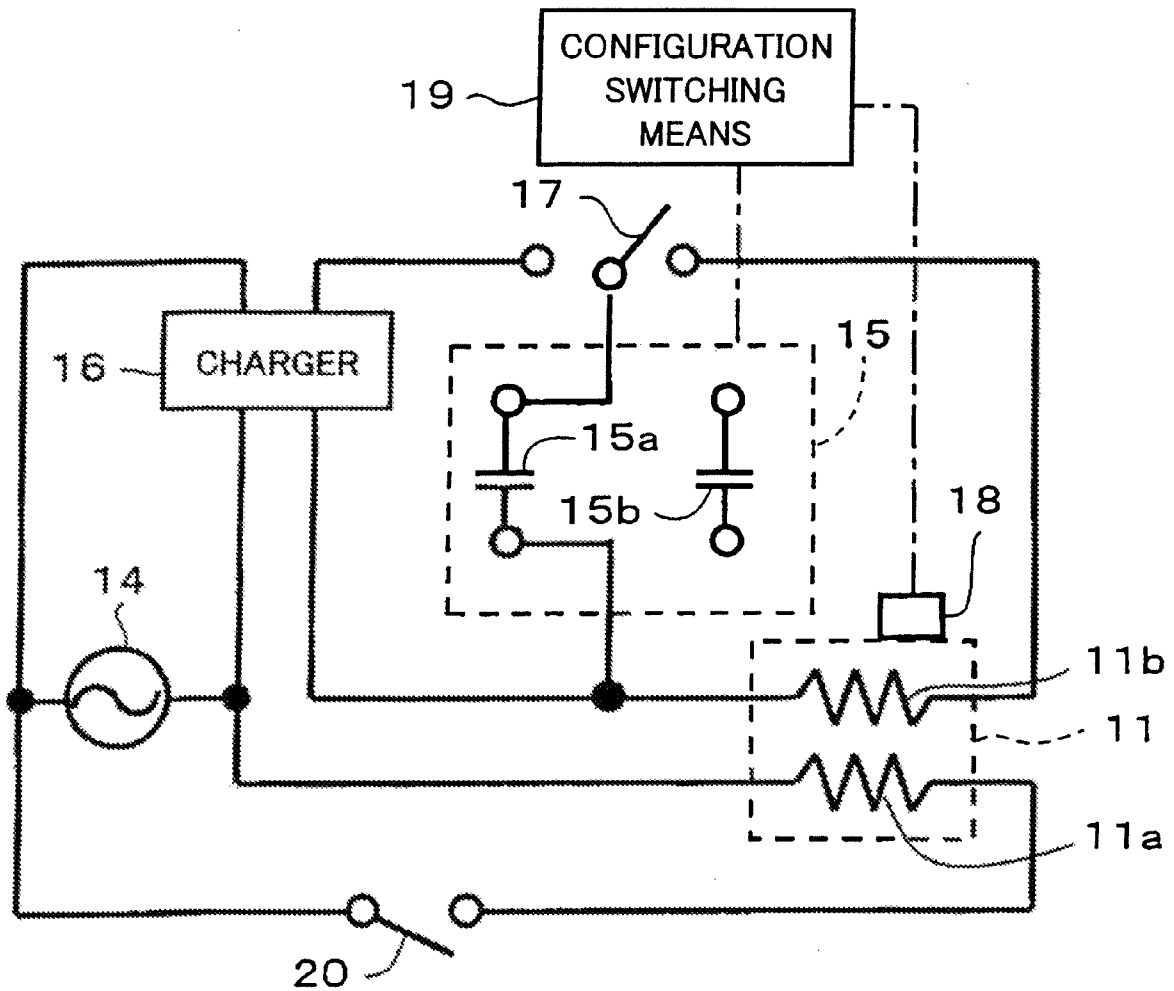 CONFIGURATION
SWITCHING
MEANS
19
17
16
CHARGER
15
15a
15b
18
14
11b
11
11a
20